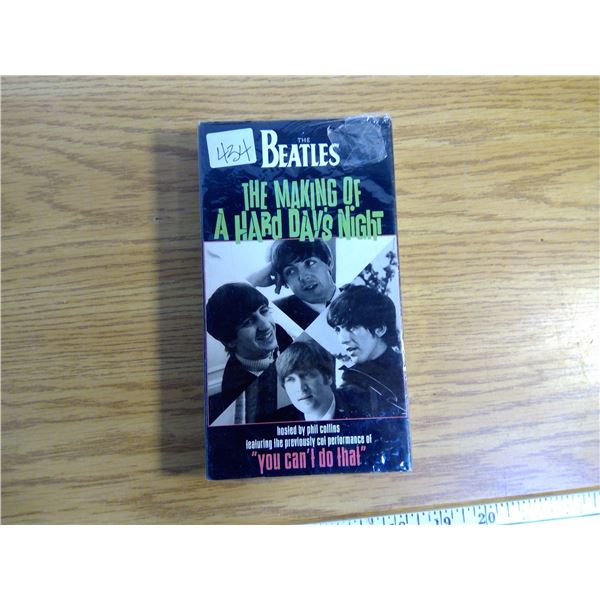 434
THE
BEATLES
THE MAKING OF
A HARD DAY'S NIGHT
hosted by phil collins
featuring the previously cut performance of
"you can't do that"
20